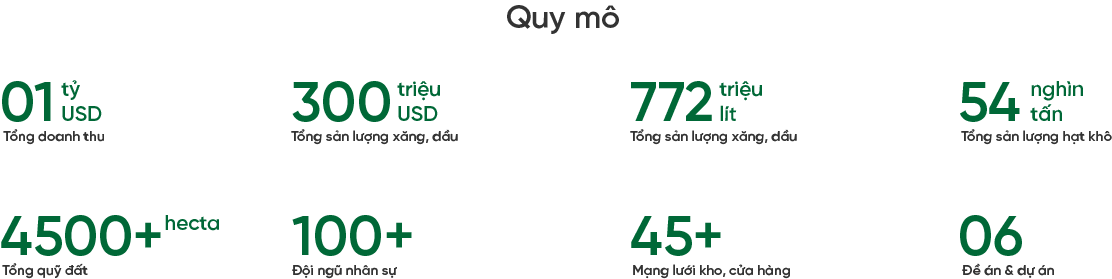 Quy mô
01 tỷ USD
Tổng doanh thu
300 triệu USD
Tổng sản lượng xăng, dầu
772 triệu lít
Tổng sản lượng xăng, dầu
54 nghìn tấn
Tổng sản lượng hạt khô
4500+ hecta
Tổng quỹ đất
100+
Đội ngũ nhân sự
45+
Mạng lưới kho, cửa hàng
06
Đề án & dự án